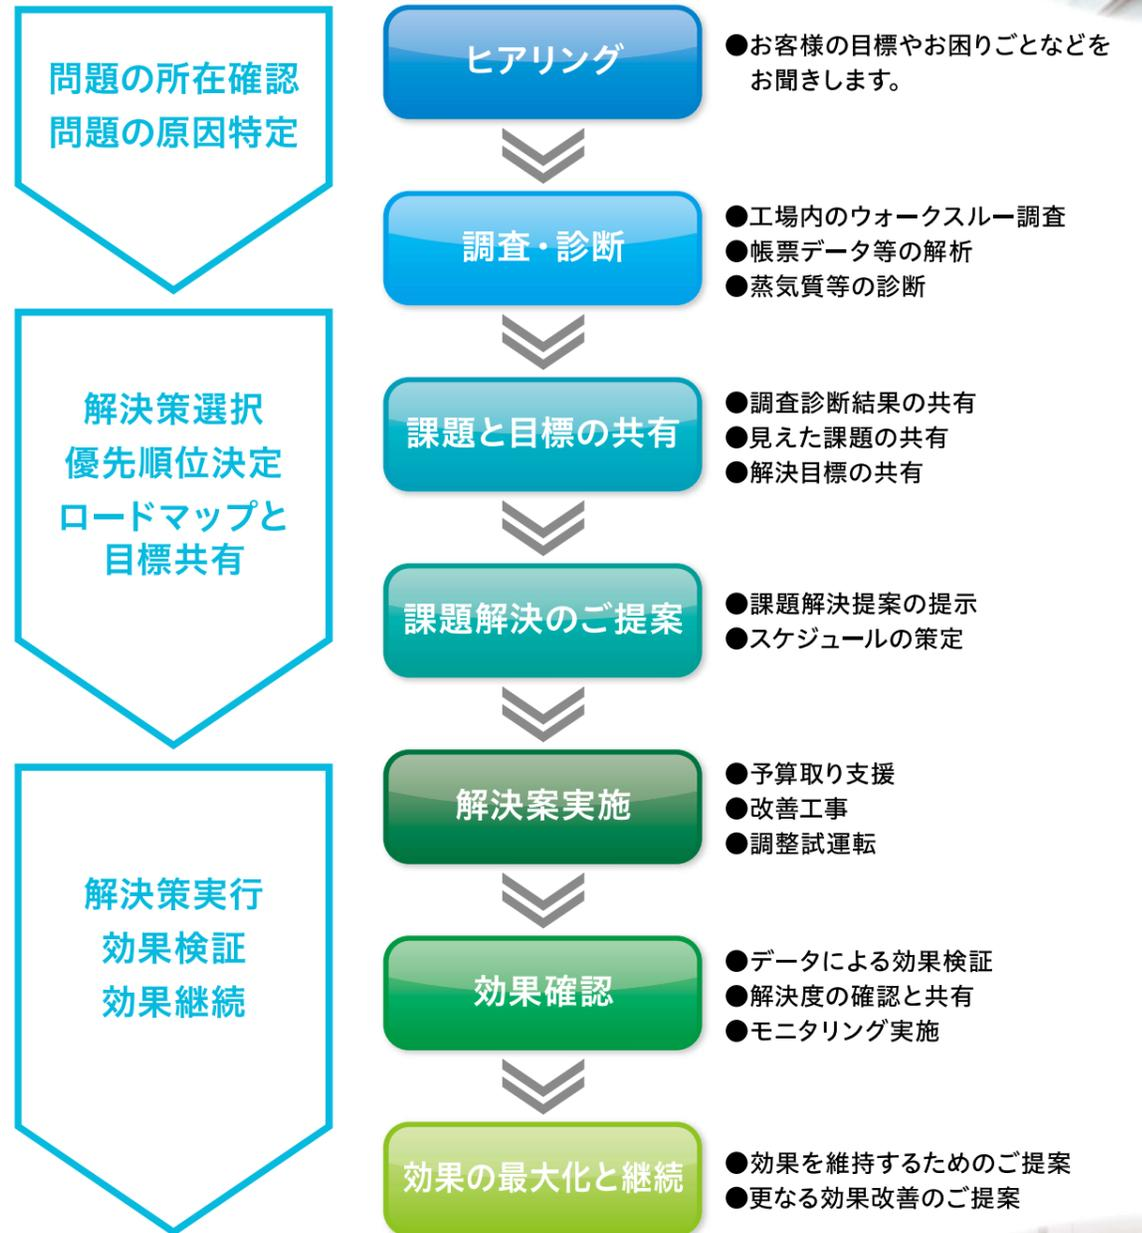 問題の所在確認
問題の原因特定
ヒアリング
●お客様の目標やお困りごとなどを
お聞きします。
調査・診断
●工場内のウォークスルー調査
●帳票データ等の解析
●蒸気質等の診断
解決策選択
優先順位決定
ロードマップと
目標共有
課題と目標の共有
●調査診断結果の共有
●見えた課題の共有
●解決目標の共有
課題解決のご提案
●課題解決提案の提示
●スケジュールの策定
解決策実行
効果検証
効果継続
解決案実施
●予算取り支援
●改善工事
●調整試運転
効果確認
●データによる効果検証
●解決度の確認と共有
●モニタリング実施
効果の最大化と継続
●効果を維持するためのご提案
●更なる効果改善のご提案